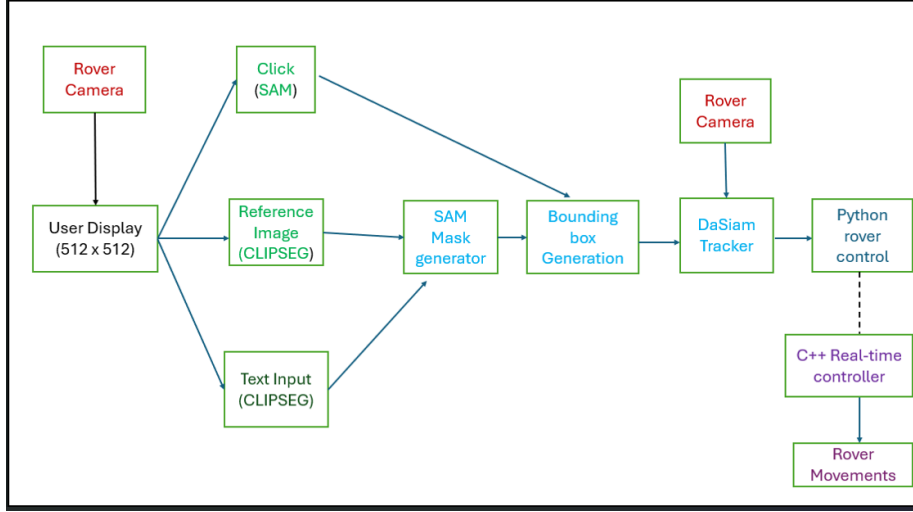 Rover
Camera
User Display
(512 x 512)
Click
(SAM)
Reference
Image
(CLIPSEG)
Text Input
(CLIPSEG)
SAM
Mask
generator
Bounding
box
Generation
Rover
Camera
DaSiam
Tracker
Python
rover
control
C++ Real-time
controller
Rover
Movements